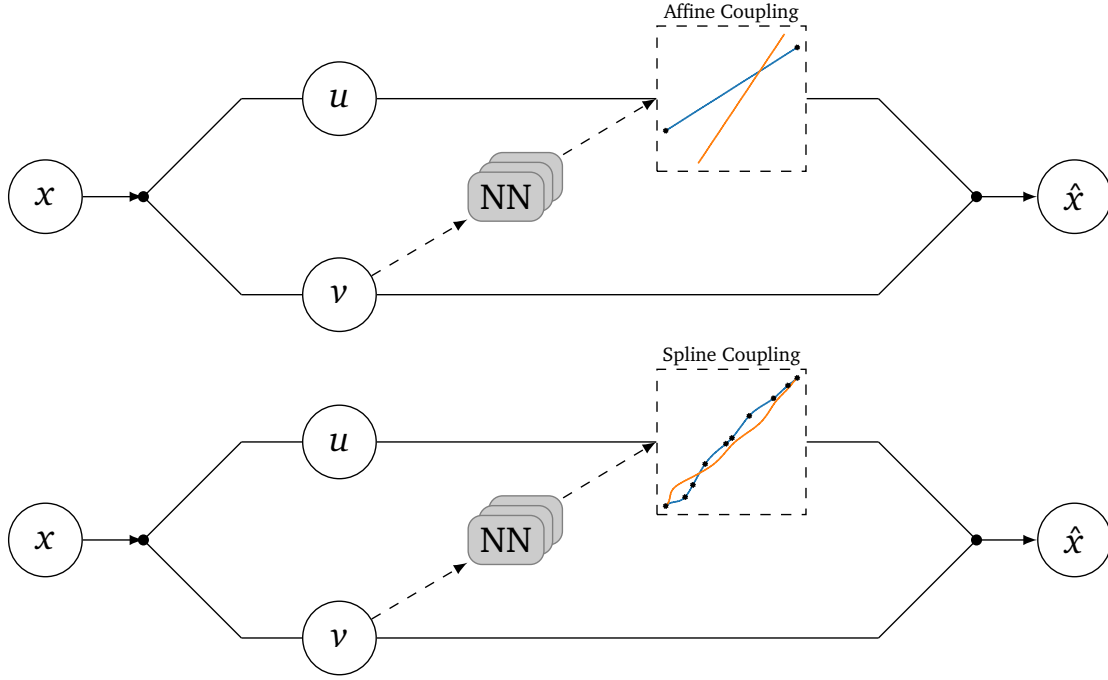 Affine Coupling
u
x
NN
x̂
v
Spline Coupling
u
x
NN
x̂
v